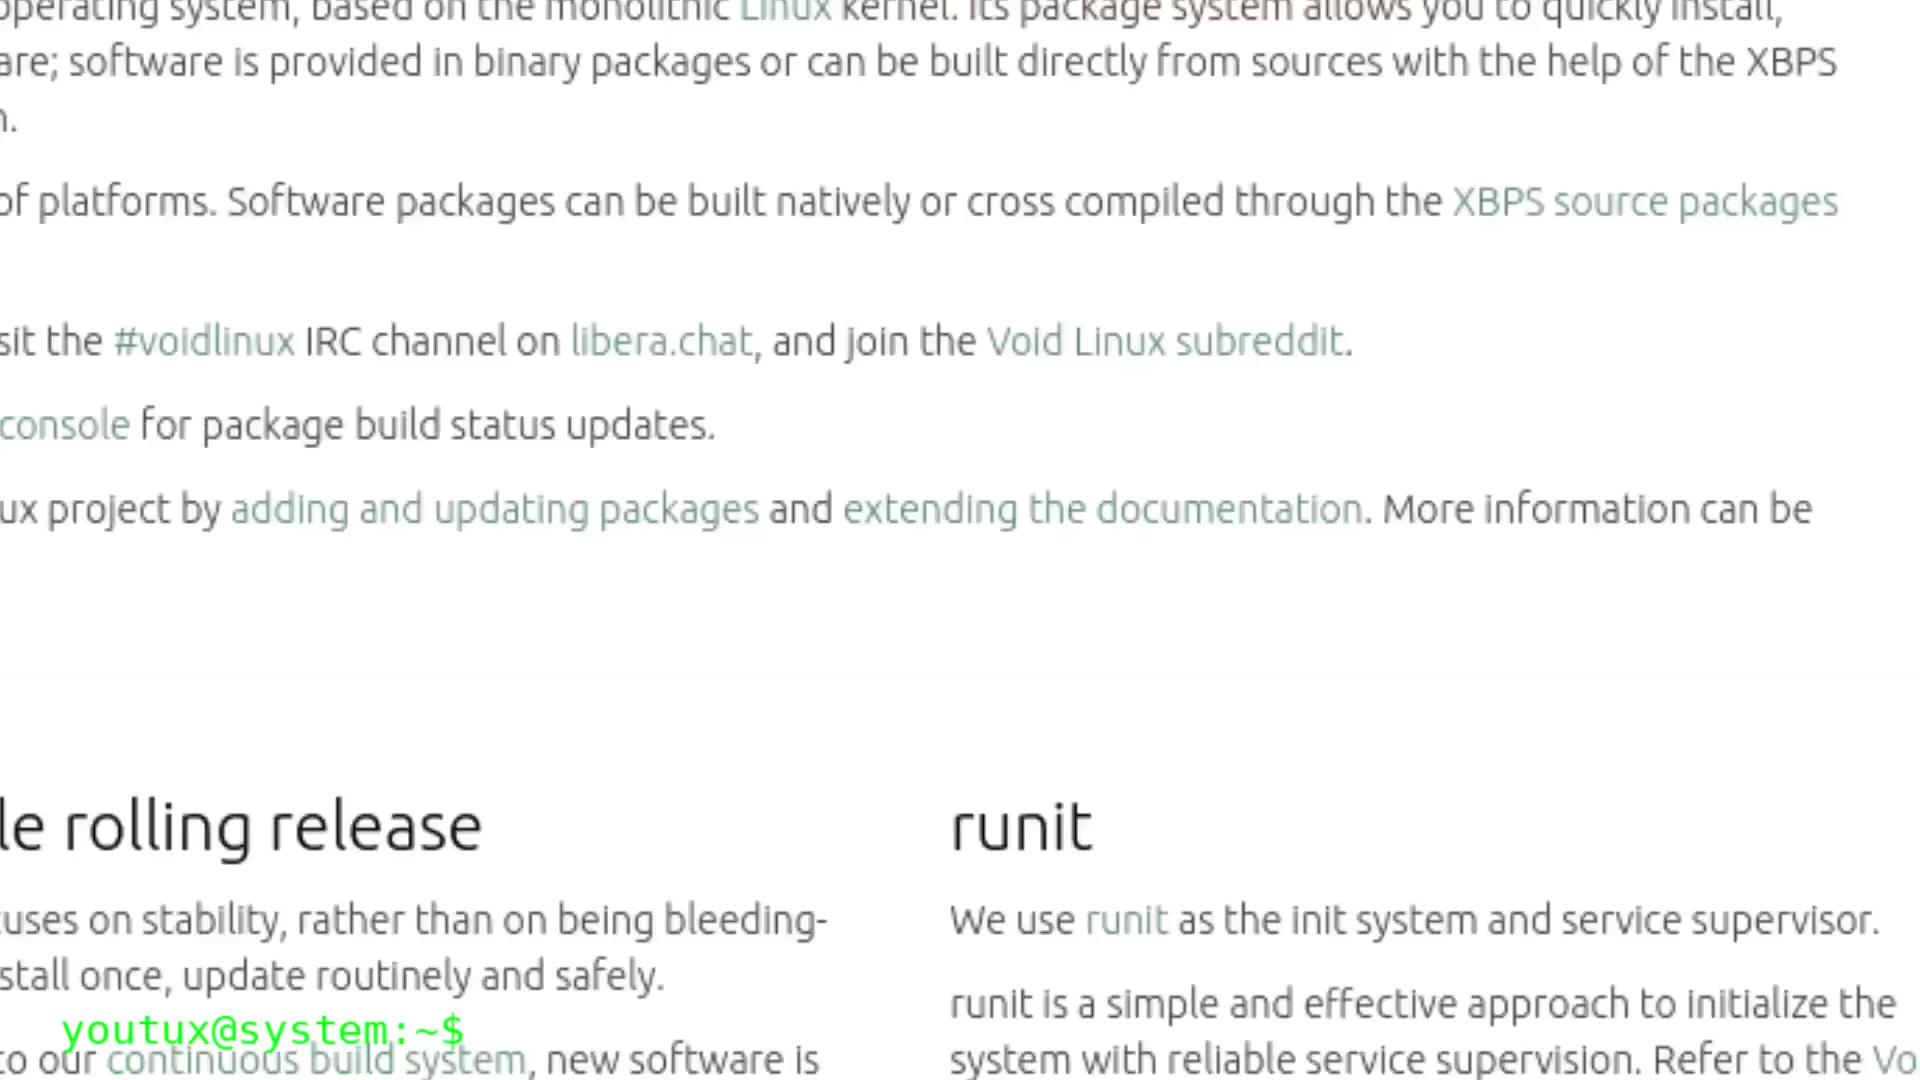 operating system, based on the monolithic Linux kernel. Its package system allows you to quickly install,
are; software is provided in binary packages or can be built directly from sources with the help of the XBPS
n.
of platforms. Software packages can be built natively or cross compiled through the XBPS source packages
sit the #voidlinux IRC channel on libera.chat, and join the Void Linux subreddit.
console for package build status updates.
ux project by adding and updating packages and extending the documentation. More information can be
le rolling release
cuses on stability, rather than on being bleeding-
stall once, update routinely and safely.
youtux@system:~$
to our continuous build system, new software is
runit
We use runit as the init system and service supervisor.
runit is a simple and effective approach to initialize the
system with reliable service supervision. Refer to the Vo